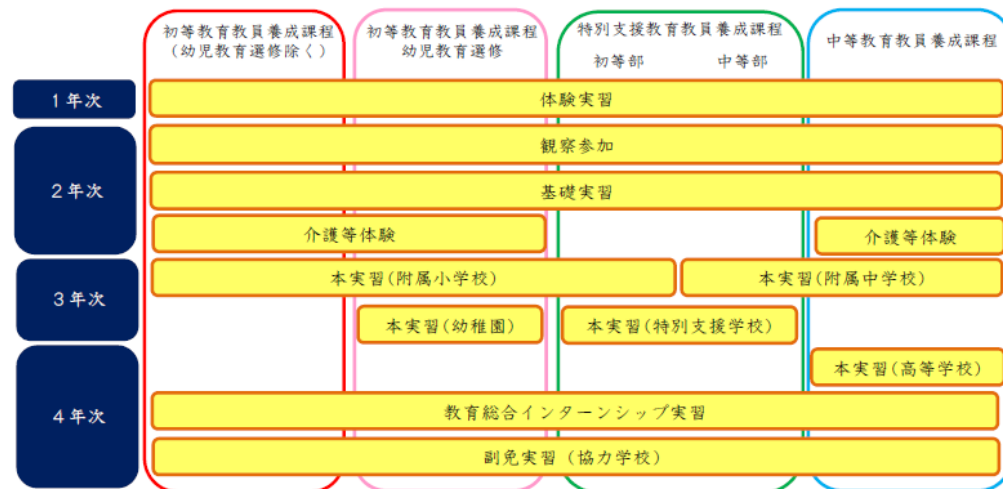 初等教育教員養成課程
(幼児教育選修除く)
初等教育教員養成課程
幼児教育選修
特別支援教育教員養成課程
初等部 中等部
中等教育教員養成課程
1年次
体験実習
2年次
観察参加
基礎実習
介護等体験
介護等体験
3年次
本実習(附属小学校)
本実習(附属中学校)
本実習(幼稚園)
本実習(特別支援学校)
4年次
本実習(高等学校)
教育総合インターンシップ実習
副免実習(協力学校)